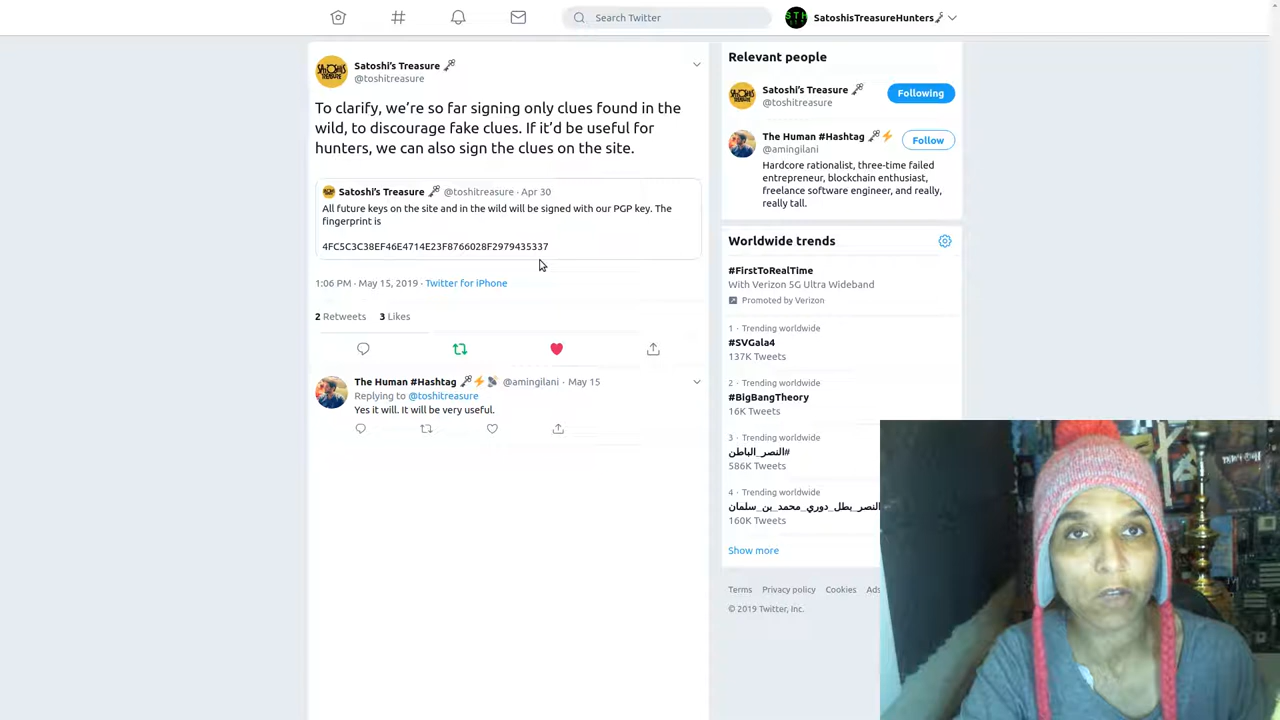 Search Twitter
SatoshisTreasureHunters🗝
Satoshi's Treasure 🗝
@toshitreasure
To clarify, we're so far signing only clues found in the
wild, to discourage fake clues. If it'd be useful for
hunters, we can also sign the clues on the site.
Satoshi's Treasure 🗝 @toshitreasure · Apr 30
All future keys on the site and in the wild will be signed with our PGP key. The
fingerprint is
4FC5C3C38EF46E4714E23F8766028F2979435337
1:06 PM · May 15, 2019 · Twitter for iPhone
2 Retweets 3 Likes
The Human #Hashtag 🗝⚡📡 @amingilani · May 15
Replying to @toshitreasure
Yes it will. It will be very useful.
Relevant people
Satoshi's Treasure 🗝
@toshitreasure
Following
The Human #Hashtag 🗝⚡
@amingilani
Follow
Hardcore rationalist, three-time failed
entrepreneur, blockchain enthusiast,
freelance software engineer, and really,
really tall.
Worldwide trends
#FirstToRealTime
With Verizon 5G Ultra Wideband
Promoted by Verizon
1 · Trending worldwide
#SVGala4
137K Tweets
2 · Trending worldwide
#BigBangTheory
16K Tweets
3 · Trending worldwide
#النصر_الباطن
586K Tweets
4 · Trending worldwide
النصر_بطل_دوري_محمد_بن_سلمان
160K Tweets
Show more
Terms Privacy policy Cookies Ads
© 2019 Twitter, Inc.